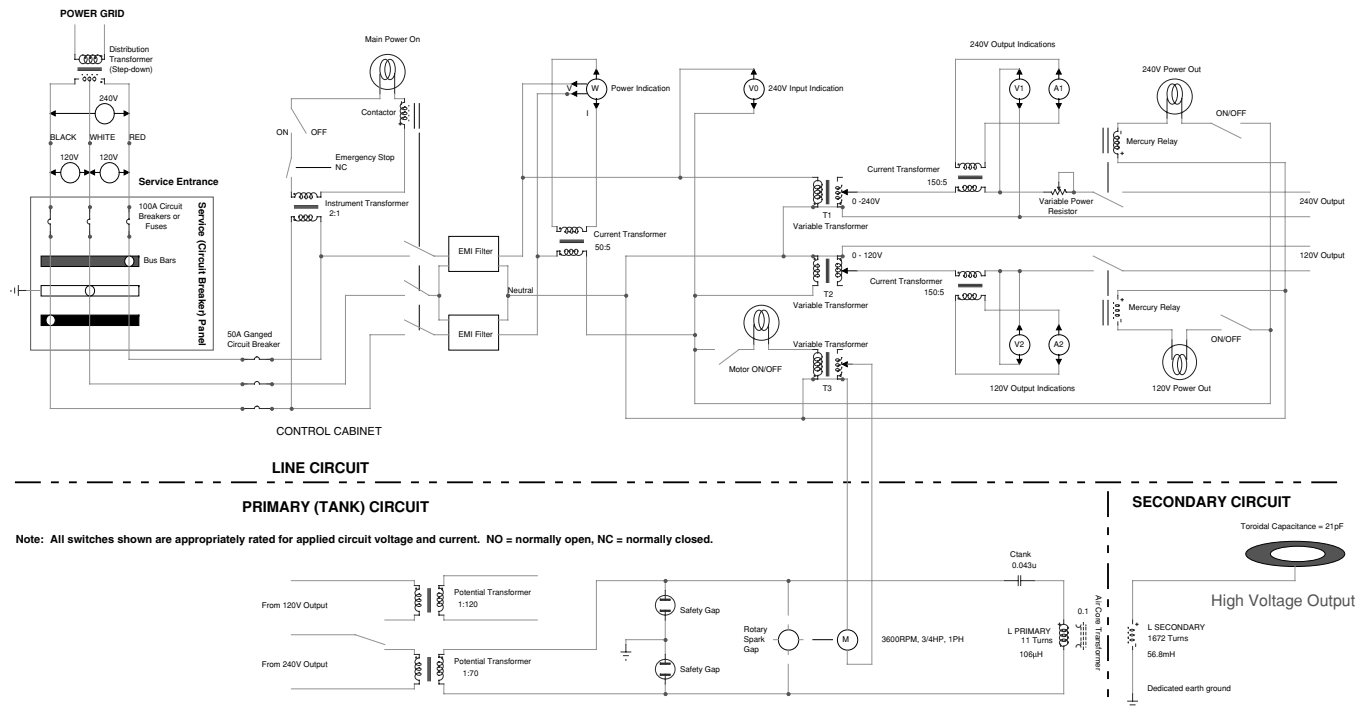 POWER GRID
Distribution
Transformer
(Step-down)
240V
BLACK WHITE RED
120V 120V
Service Entrance
100A Circuit
Breakers or
Fuses
Bus Bars
Service (Circuit Breaker) Panel
50A Ganged
Circuit Breaker
Main Power On
Contactor
ON OFF
Emergency Stop
NC
Instrument Transformer
2:1
EMI Filter
EMI Filter
Neutral
CONTROL CABINET
V W Power Indication
I
V0 240V Input Indication
Current Transformer
50:5
240V Output Indications
V1 A1
240V Power Out
ON/OFF
Mercury Relay
Current Transformer
150:5
0 -240V
T1
Variable Transformer
Variable Power
Resistor
240V Output
0 - 120V
T2
Variable Transformer
Current Transformer
150:5
120V Output
Mercury Relay
ON/OFF
V2 A2
120V Output Indications
120V Power Out
Motor ON/OFF
Variable Transformer
T3
LINE CIRCUIT
PRIMARY (TANK) CIRCUIT
SECONDARY CIRCUIT
Note: All switches shown are appropriately rated for applied circuit voltage and current. NO = normally open, NC = normally closed.
From 120V Output
Potential Transformer
1:120
From 240V Output
Potential Transformer
1:70
Safety Gap
Safety Gap
Rotary
Spark
Gap
M
3600RPM, 3/4HP, 1PH
Ctank
0.043u
L PRIMARY
11 Turns
106µH
0.1
Air Core Transformer
Toroidal Capacitance = 21pF
High Voltage Output
L SECONDARY
1672 Turns
56.8mH
Dedicated earth ground